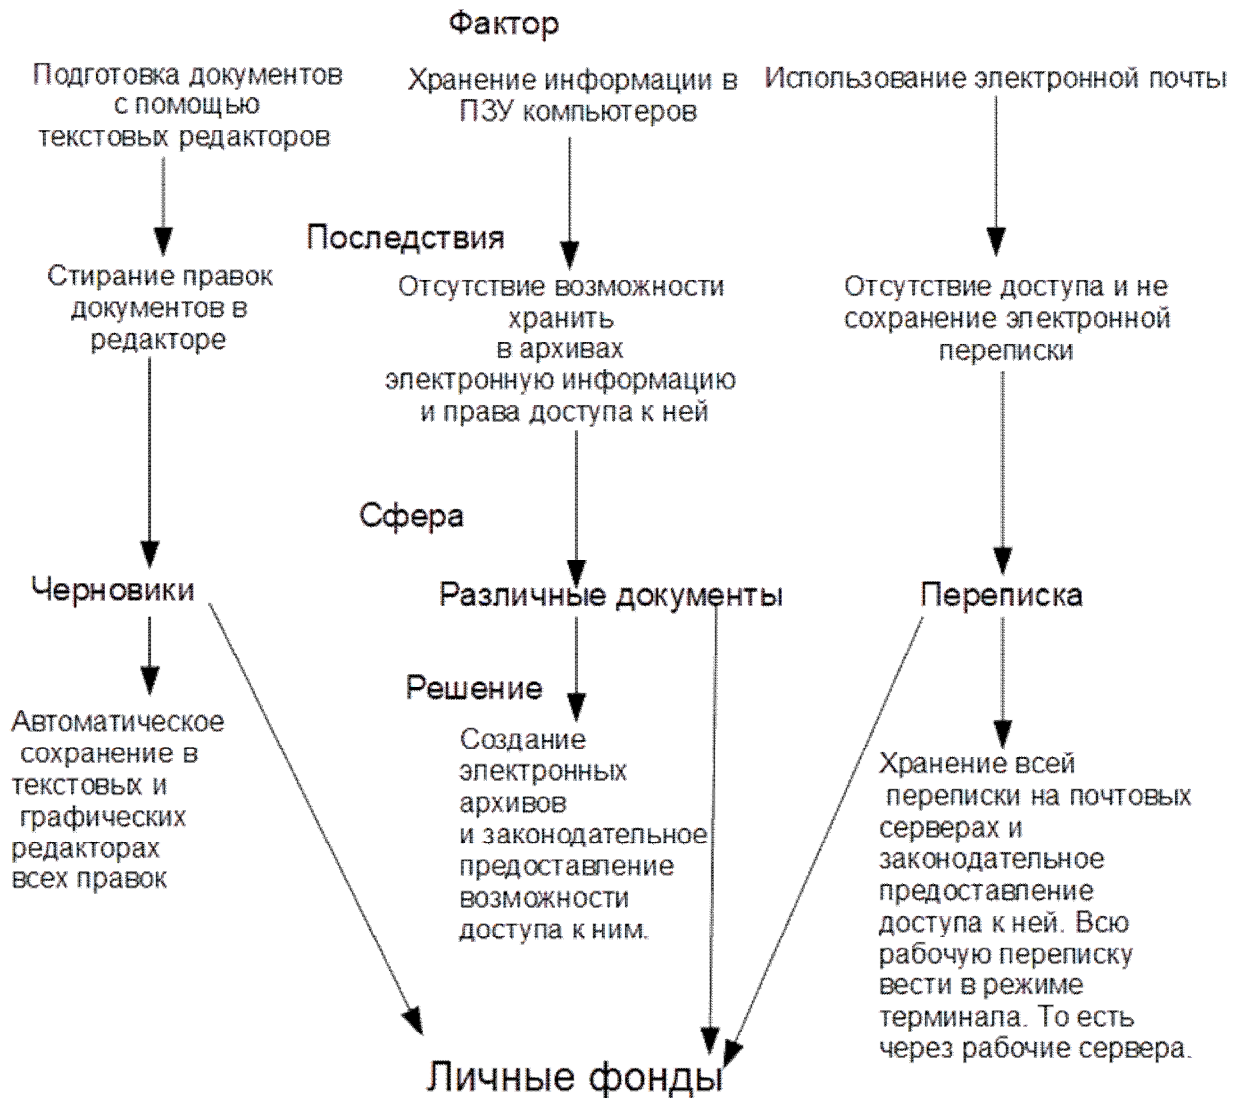 Фактор
Подготовка документов
с помощью
текстовых редакторов
Хранение информации в
ПЗУ компьютеров
Использование электронной почты
Последствия
Стирание правок
документов в
редакторе
Отсутствие возможности
хранить
в архивах
электронную информацию
и права доступа к ней
Отсутствие доступа и не
сохранение электронной
переписки
Сфера
Черновики
Различные документы
Переписка
Решение
Автоматическое
сохранение в
текстовых и
графических
редакторах
всех правок
Создание
электронных
архивов
и законодательное
предоставление
возможности
доступа к ним.
Хранение всей
переписки на почтовых
серверах и
законодательное
предоставление
доступа к ней. Всю
рабочую переписку
вести в режиме
терминала. То есть
через рабочие сервера.
Личные фонды